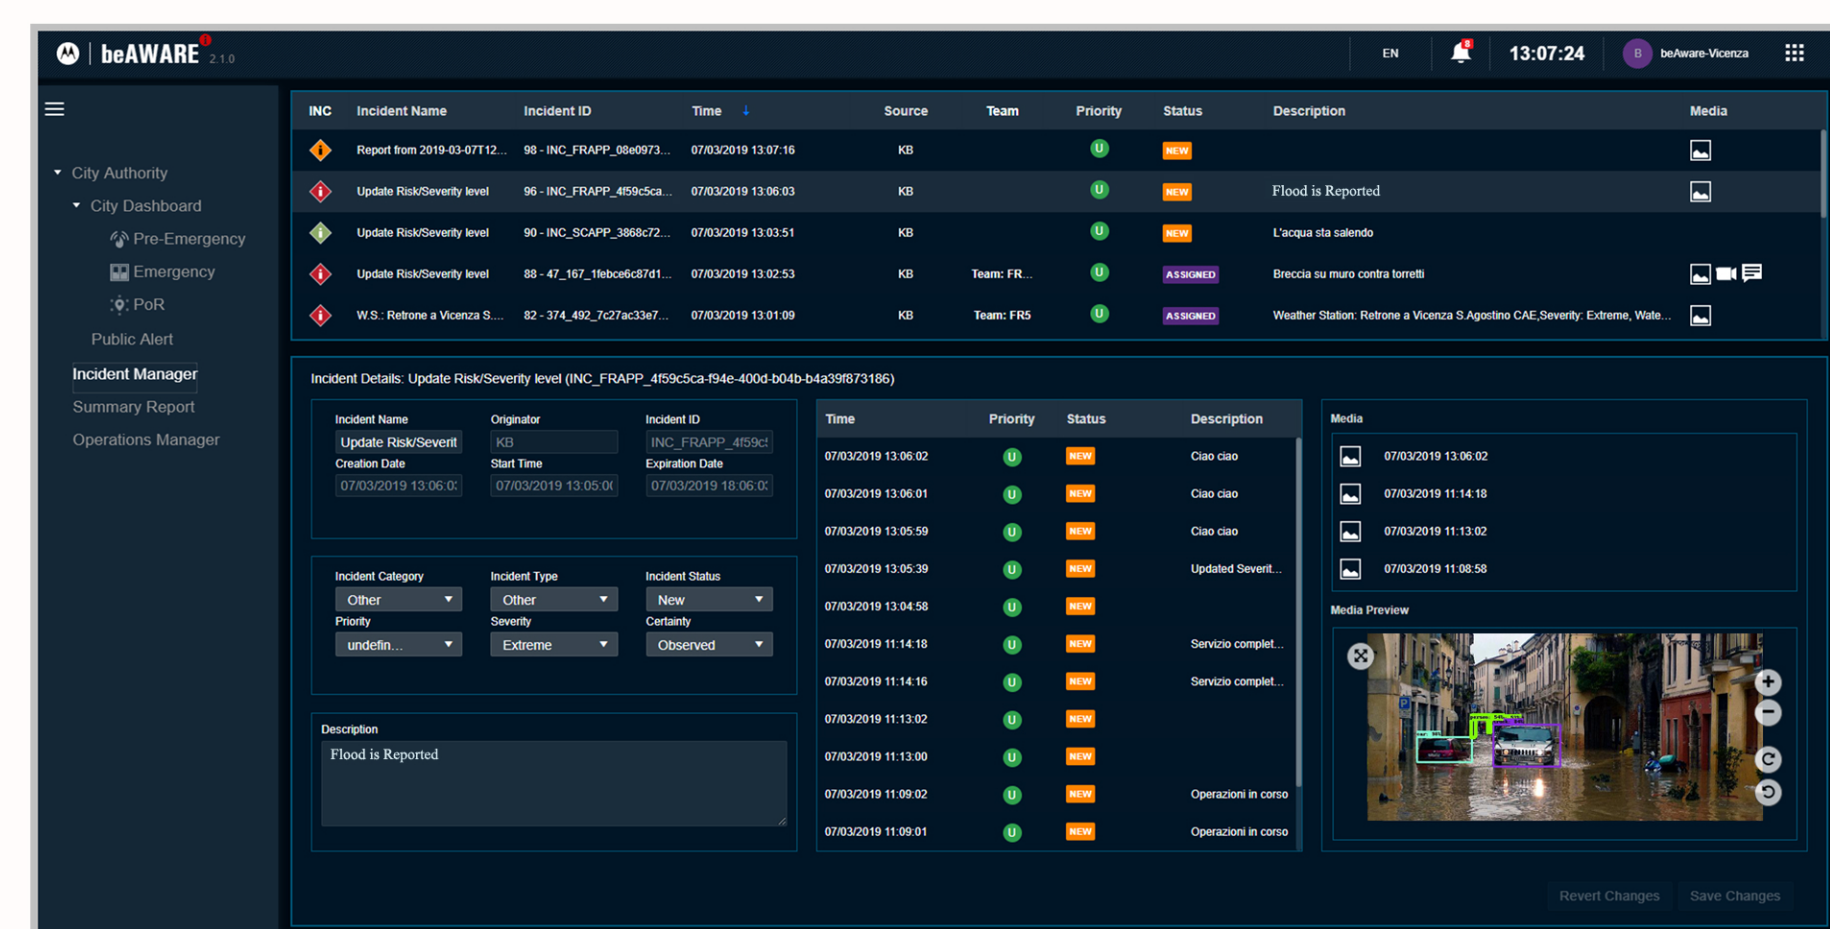 beAWARE 2.1.0 EN 8 13:07:24 B beAware-Vicenza
City Authority
City Dashboard
Pre-Emergency
Emergency
PoR
Public Alert
Incident Manager
Summary Report
Operations Manager
INC Incident Name Incident ID Time Source Team Priority Status Description Media
Report from 2019-03-07T12... 98 - INC_FRAPP_08e0973... 07/03/2019 13:07:16 KB U NEW
Update Risk/Severity level 96 - INC_FRAPP_4f59c5ca... 07/03/2019 13:06:03 KB U NEW Flood is Reported
Update Risk/Severity level 90 - INC_SCAPP_3868c72... 07/03/2019 13:03:51 KB U NEW L'acqua sta salendo
Update Risk/Severity level 88 - 47_167_1febce6c87d1... 07/03/2019 13:02:53 KB Team: FR... U ASSIGNED Breccia su muro contra torretti
W.S.: Retrone a Vicenza S.... 82 - 374_492_7c27ac33e7... 07/03/2019 13:01:09 KB Team: FR5 U ASSIGNED Weather Station: Retrone a Vicenza S.Agostino CAE,Severity: Extreme, Wate...
Incident Details: Update Risk/Severity level (INC_FRAPP_4f59c5ca-f94e-400d-b04b-b4a39f873186)
Incident Name Originator Incident ID
Update Risk/Severit KB INC_FRAPP_4f59c
Creation Date Start Time Expiration Date
07/03/2019 13:06:0 07/03/2019 13:05:0 07/03/2019 18:06:0
Incident Category Incident Type Incident Status
Other Other New
Priority Severity Certainty
undefin... Extreme Observed
Description
Flood is Reported
Time Priority Status Description
07/03/2019 13:06:02 U NEW Ciao ciao
07/03/2019 13:06:01 U NEW Ciao ciao
07/03/2019 13:05:59 U NEW Ciao ciao
07/03/2019 13:05:39 U NEW Updated Severit...
07/03/2019 13:04:58 U NEW
07/03/2019 11:14:18 U NEW Servizio complet...
07/03/2019 11:14:16 U NEW Servizio complet...
07/03/2019 11:13:02 U NEW
07/03/2019 11:13:00 U NEW
07/03/2019 11:09:02 U NEW Operazioni in corso
07/03/2019 11:09:01 U NEW Operazioni in corso
Media
07/03/2019 13:06:02
07/03/2019 11:14:18
07/03/2019 11:13:02
07/03/2019 11:08:58
Media Preview
P
Revert Changes Save Changes